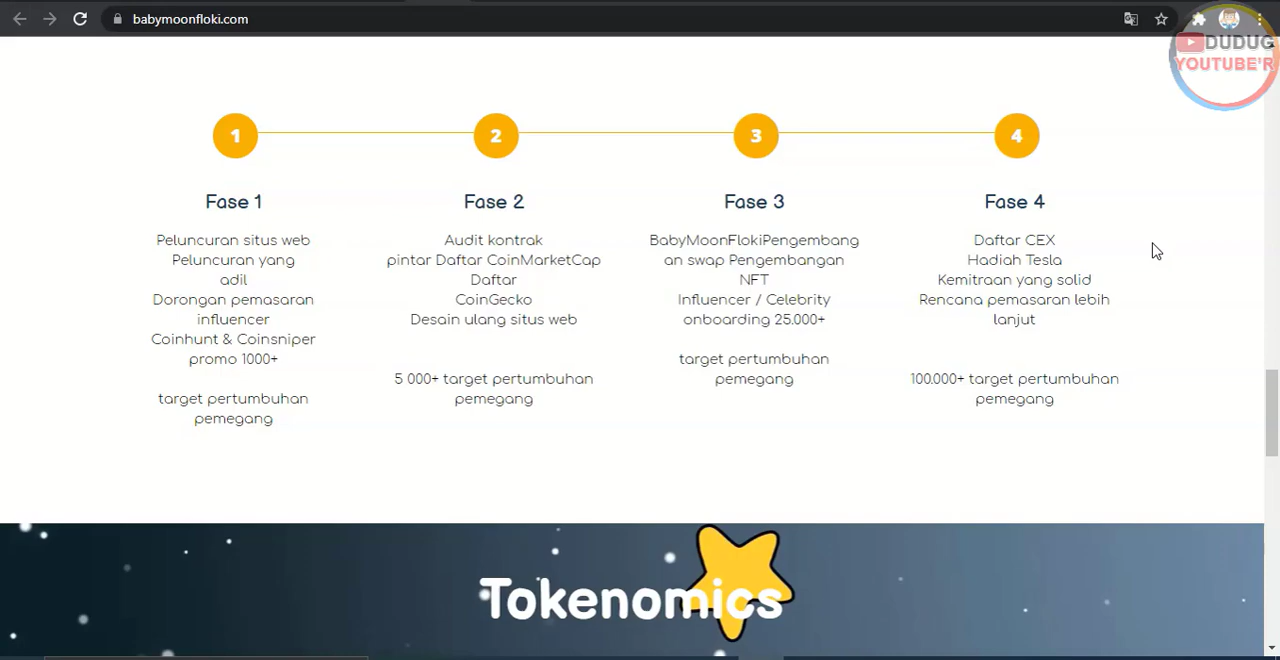 babymoonfloki.com
DUDUG
YOUTUBE'R
1
2
3
4
Fase 1
Peluncuran situs web
Peluncuran yang
adil
Dorongan pemasaran
influencer
Coinhunt & Coinsniper
promo 1000+
target pertumbuhan
pemegang
Fase 2
Audit kontrak
pintar Daftar CoinMarketCap
Daftar
CoinGecko
Desain ulang situs web
5 000+ target pertumbuhan
pemegang
Fase 3
BabyMoonFlokiPengembang
an swap Pengembangan
NFT
Influencer / Celebrity
onboarding 25.000+
target pertumbuhan
pemegang
Fase 4
Daftar CEX
Hadiah Tesla
Kemitraan yang solid
Rencana pemasaran lebih
lanjut
100.000+ target pertumbuhan
pemegang
Tokenomics